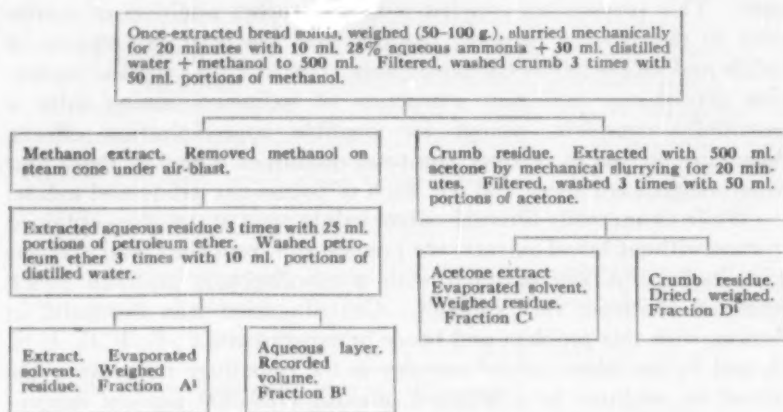 Once-extracted bread solids, weighed (50-100 g.), slurried mechanically
for 20 minutes with 10 ml. 28% aqueous ammonia + 30 ml. distilled
water + methanol to 500 ml. Filtered, washed crumb 3 times with
50 ml. portions of methanol.
Methanol extract. Removed methanol on
steam cone under air-blast.
Crumb residue. Extracted with 500 ml.
acetone by mechanical slurrying for 20 min-
utes. Filtered, washed 3 times with 50 ml.
portions of acetone.
Extracted aqueous residue 3 times with 25 ml.
portions of petroleum ether. Washed petro-
leum ether 3 times with 10 ml. portions of
distilled water.
Acetone extract
Evaporated solvent.
Weighed residue.
Fraction C¹
Crumb residue.
Dried, weighed.
Fraction D¹
Extract. Evaporated
solvent. Weighed
residue. Fraction A¹
Aqueous layer.
Recorded
volume.
Fraction B¹